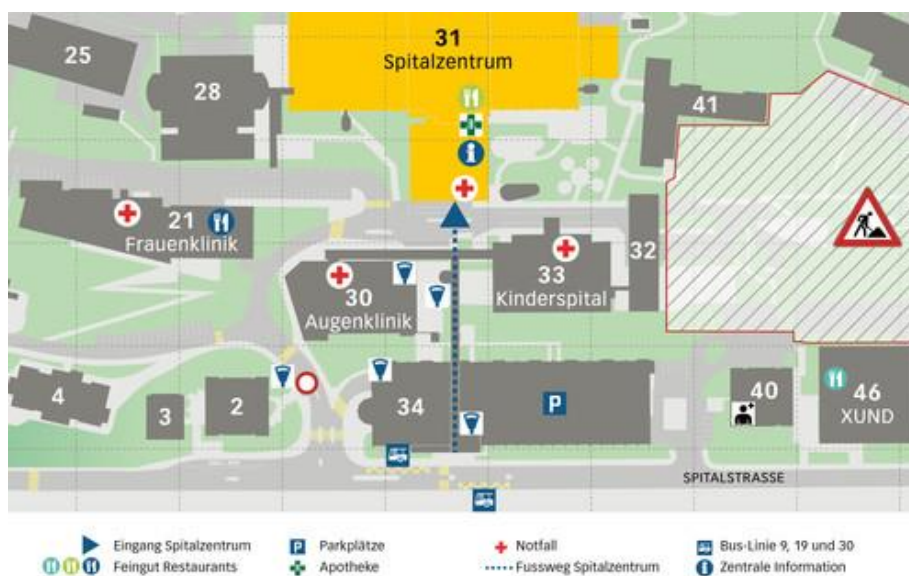 31
Spitalzentrum
25
28
41
21
Frauenklinik
32
33
Kinderspital
30
Augenklinik
4
3
2
34
P
40
46
XUND
SPITALSTRASSE
Eingang Spitalzentrum
P Parkplätze
Notfall
Bus-Linie 9, 19 und 30
Feingut Restaurants
Apotheke
Fussweg Spitalzentrum
i Zentrale Information